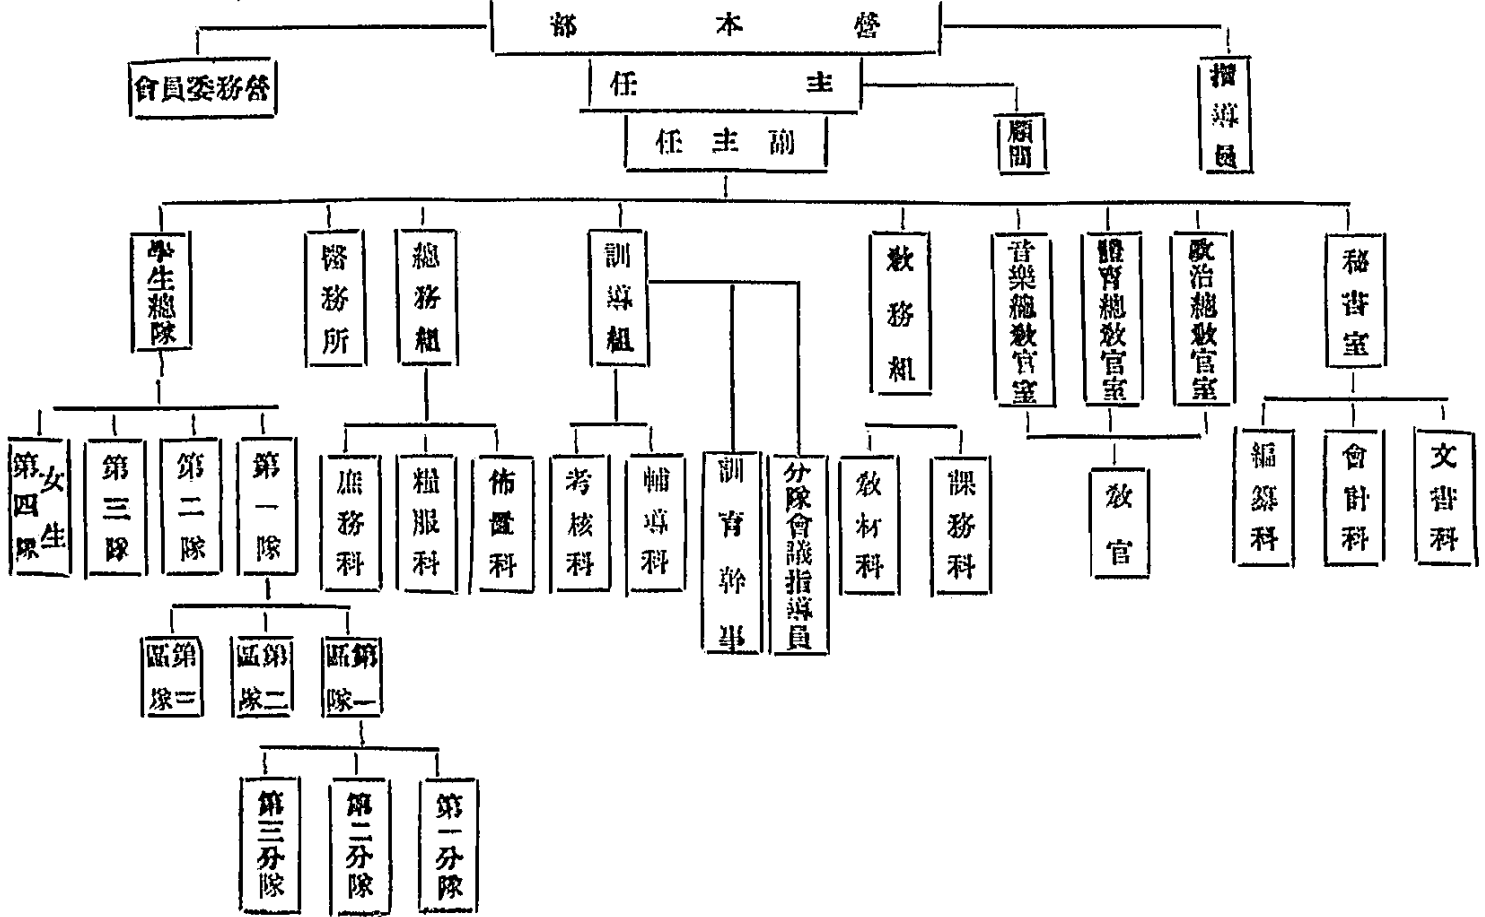 營本部
指導員
營務委員會
主任
顧問
副主任
秘書室
政治總教官室
體育總教官室
音樂總教官室
教務組
訓導組
總務組
醫務所
學生總隊
文書科
會計科
編纂科
教官
課務科
教材科
分隊會議指導員
訓育幹事
輔導科
考核科
佈置科
糧服科
庶務科
第一隊
第二隊
第三隊
女生
第四隊
第一區隊
第二區隊
第三區隊
第一分隊
第二分隊
第三分隊